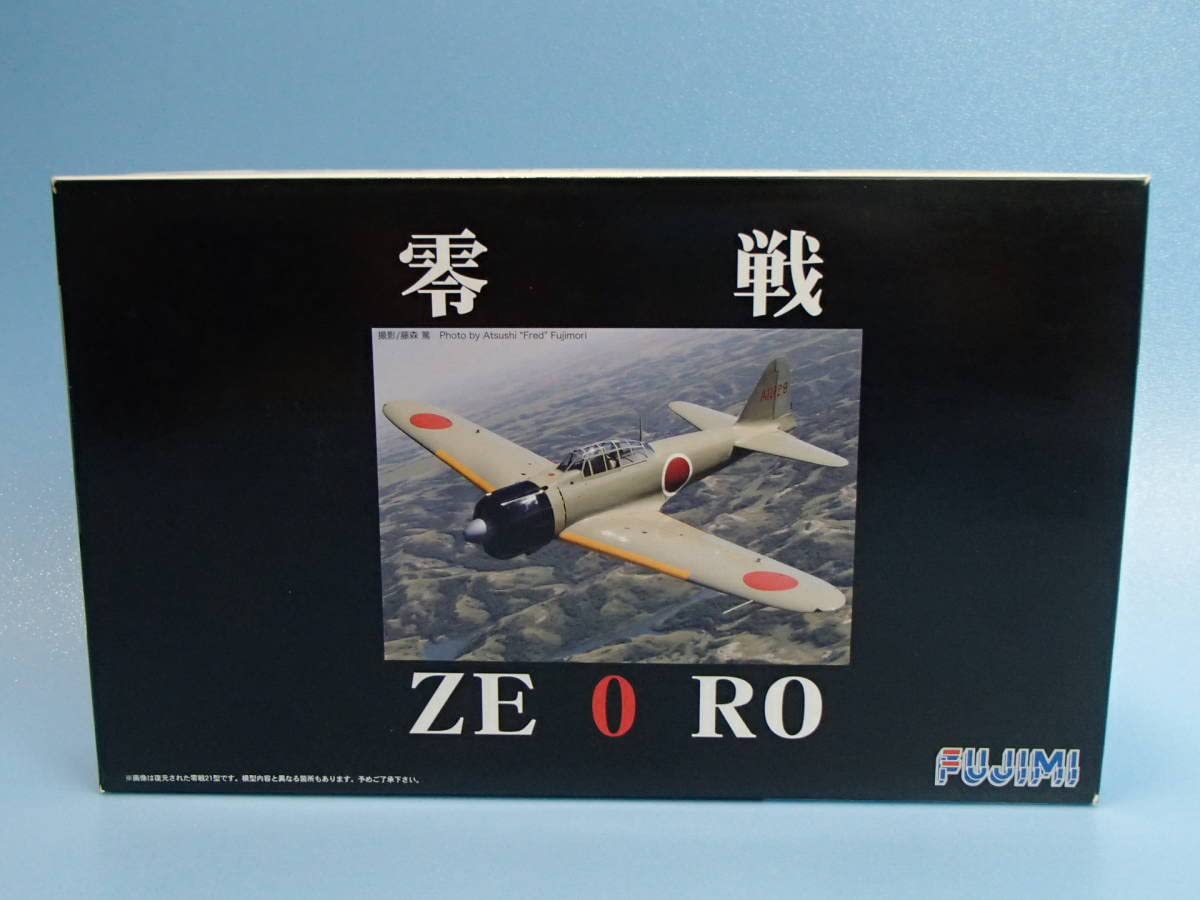 零 戦
撮影/藤森 篤 Photo by Atsushi "Fred" Fujimori
ZE 0 RO
※画像は復元された零戦21型です。模型内容と異なる箇所もあります。予めご了承下さい。
FUJIMI